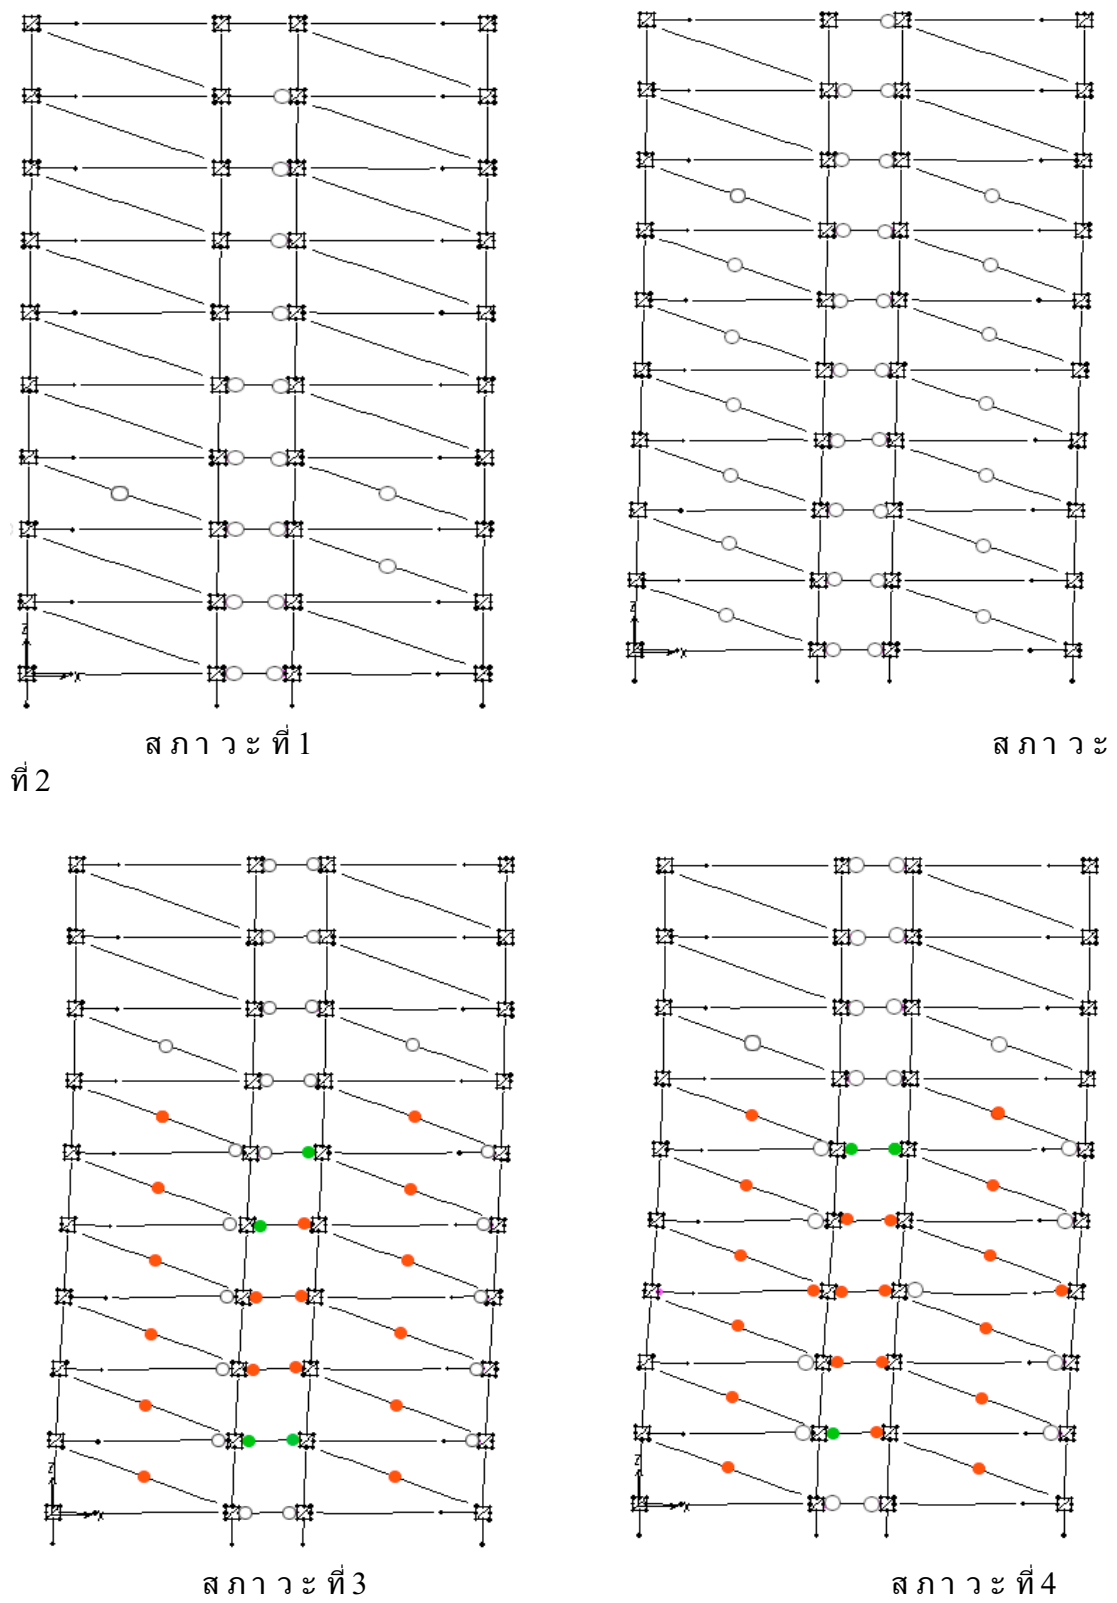 Z
X
Z
X
ส ภ า ว ะ ที่ 1
ส ภ า ว ะ
ที่ 2
Z
X
Z
X
ส ภ า ว ะ ที่ 3
ส ภ า ว ะ ที่ 4